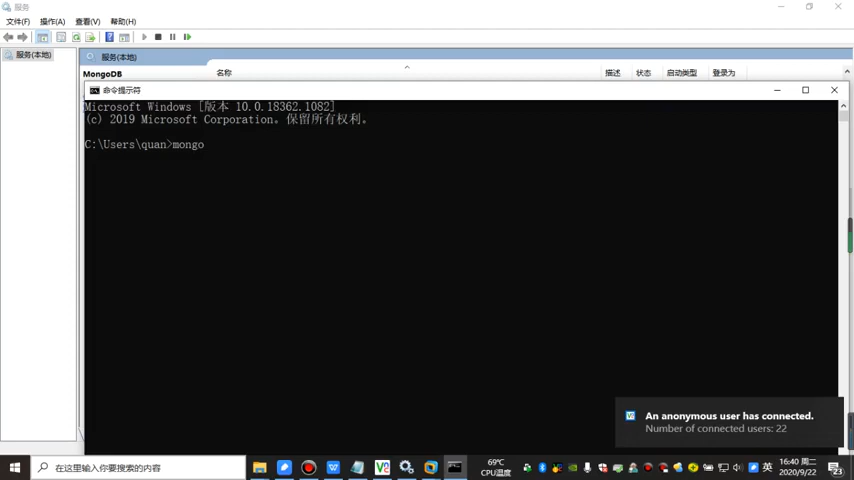 服务
文件(F) 操作(A) 查看(V) 帮助(H)
服务(本地)
服务(本地)
MongoDB
名称 描述 状态 启动类型 登录为
命令提示符
Microsoft Windows [版本 10.0.18362.1082]
(c) 2019 Microsoft Corporation。保留所有权利。
C:\Users\quan>mongo
An anonymous user has connected.
Number of connected users: 22
在这里输入你要搜索的内容
69℃
CPU温度
英
16:40 周二
2020/9/22
23